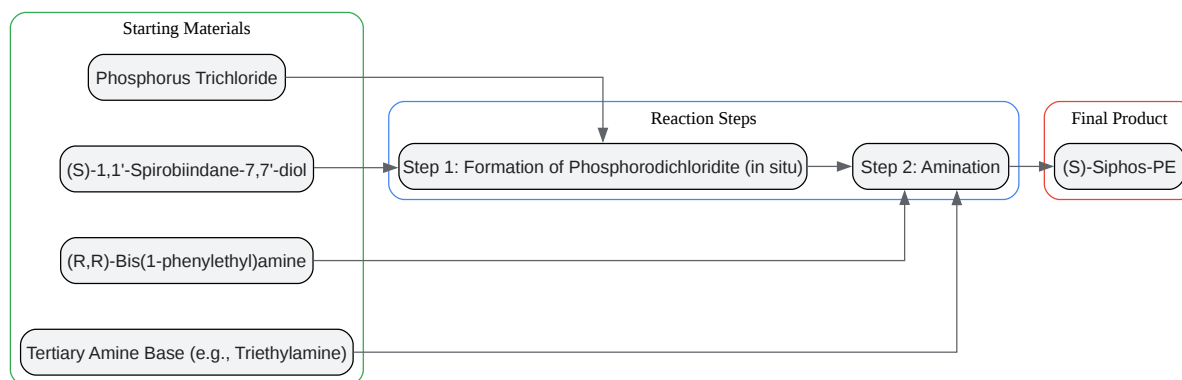 Starting Materials
Phosphorus Trichloride
Reaction Steps
Final Product
(S)-1,1'-Spirobiindane-7,7'-diol
Step 1: Formation of Phosphorodichloridite (in situ)
Step 2: Amination
(S)-Siphos-PE
(R,R)-Bis(1-phenylethyl)amine
Tertiary Amine Base (e.g., Triethylamine)